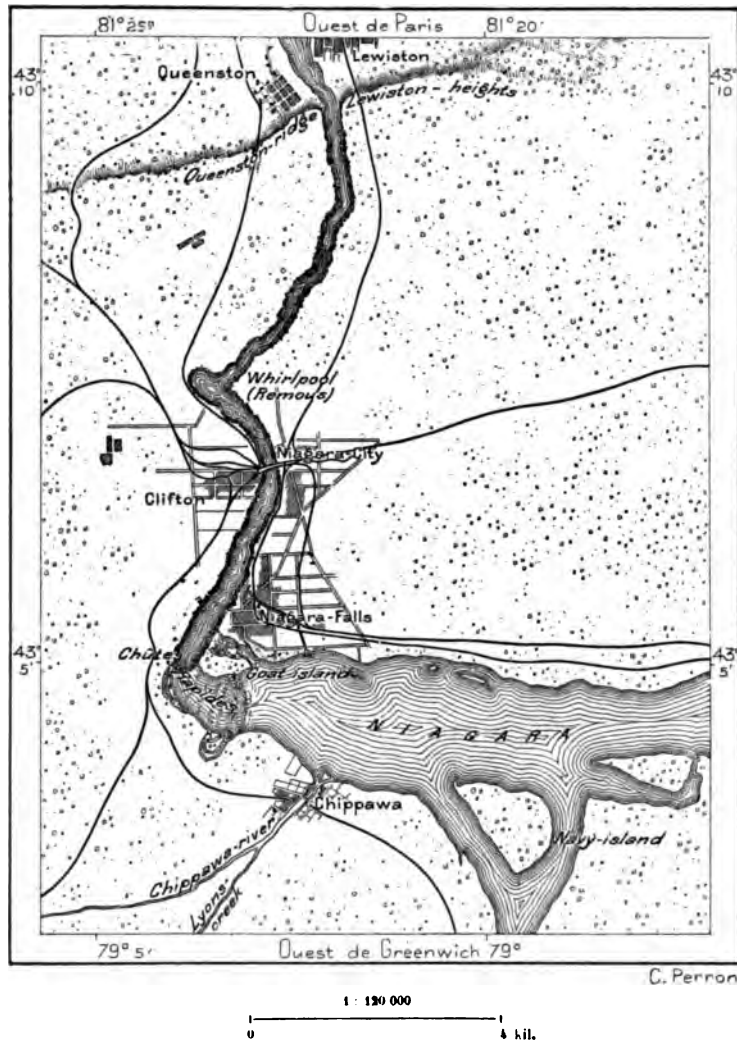 81°25' Ouest de Paris 81°20'
Lewiston
Queenston
43° 43°
10' 10'
Lewiston-heights
Queenston-ridge
Whirlpool
(Remous)
Niagara-City
Clifton
Niagara-Falls
43° 43°
5' 5'
Chûte
Goat-island
rapides
NIAGARA
Chippawa
Navy-island
Chippawa-river
Lyons-
creek
79°5' Ouest de Greenwich 79°
C. Perron
1 : 120 000
0 4 kil.